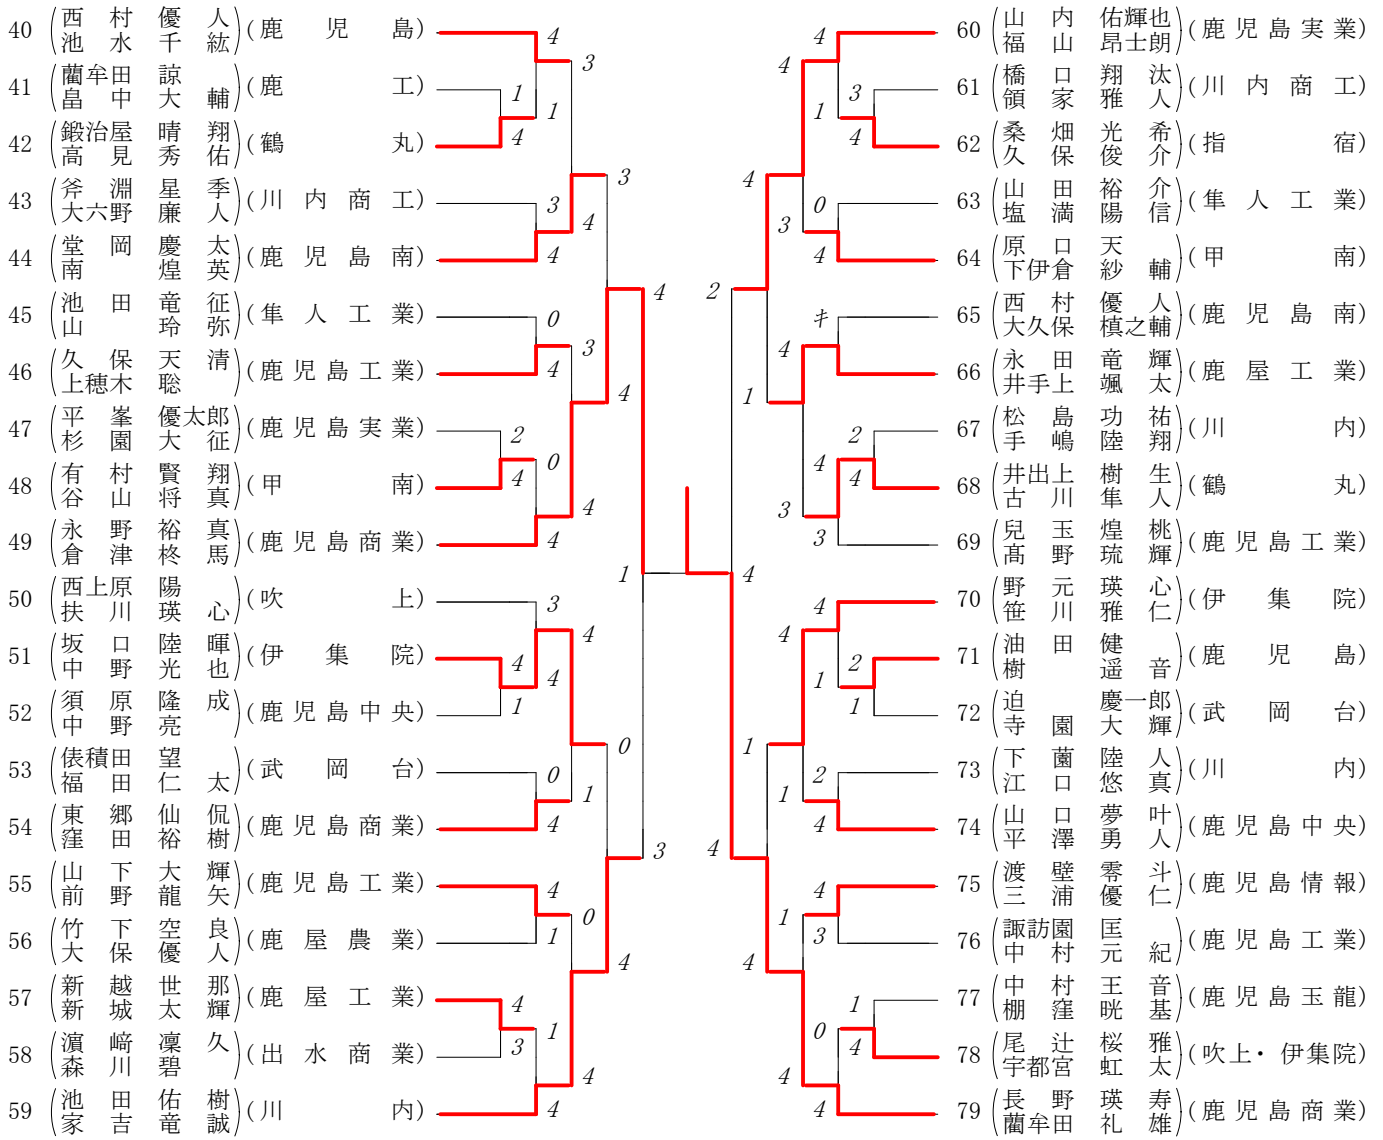 40 (西村優人 池水千紘) (鹿児島)
41 (藺牟田諒 畠中大輔) (鹿工)
42 (鍛治屋晴翔 高見秀佑) (鶴丸)
43 (斧淵星季 大六野廉人) (川内商工)
44 (堂岡慶太 南煌英) (鹿児島南)
45 (池田竜征 山玲弥) (隼人工業)
46 (久保天清 上穂木聡) (鹿児島工業)
47 (平峯優太郎 杉園大征) (鹿児島実業)
48 (有村賢翔 谷山将真) (甲南)
49 (永野裕真 倉津柊馬) (鹿児島商業)
50 (西上原陽 扶川瑛心) (吹上)
51 (坂口陸暉 中野光也) (伊集院)
52 (須原隆成 中野亮) (鹿児島中央)
53 (俵積田望 福田仁太) (武岡台)
54 (東郷仙侃 窪田裕樹) (鹿児島商業)
55 (山下大輝 前野龍矢) (鹿児島工業)
56 (竹下空良 大保優人) (鹿屋農業)
57 (新越世那 新城太輝) (鹿屋工業)
58 (濵﨑凜久 森川碧) (出水商業)
59 (池田佑樹 家吉竜誠) (川内)
4
1
4
3
1
3
4
4
3
0
4
3
2
4
0
4
4
4
4
3
4
1
4
4
0
4
1
0
4
1
0
4
3
1
4
4
4
3
1
4
2
4
4
4
1
3
4
4
0
4
3
キ
4
1
2
4
4
3
3
4
2
1
1
2
4
1
4
3
1
1
4
0
4
4
4
60 (山内佑輝也 福山昂士朗) (鹿児島実業)
61 (橋口翔汰 領家雅人) (川内商工)
62 (桑畑光希 久保俊介) (指宿)
63 (山田裕介 塩満陽信) (隼人工業)
64 (原口天 下伊倉紗輔) (甲南)
65 (西村優人 大久保槙之輔) (鹿児島南)
66 (永田竜輝 井手上颯太) (鹿屋工業)
67 (松島功祐 手嶋陸翔) (川内)
68 (井出上樹生 古川隼人) (鶴丸)
69 (兒玉煌桃 髙野琉輝) (鹿児島工業)
70 (野元瑛心 笹川雅仁) (伊集院)
71 (油田健 樹遥音) (鹿児島)
72 (迫慶一郎 寺園大輝) (武岡台)
73 (下薗陸人 江口悠真) (川内)
74 (山口夢叶 平澤勇人) (鹿児島中央)
75 (渡壁零斗 三浦優仁) (鹿児島情報)
76 (諏訪園匡 中村元紀) (鹿児島工業)
77 (中村王音 棚窪晄基) (鹿児島玉龍)
78 (尾辻桜雅 宇都宮虹太) (吹上・伊集院)
79 (長野瑛寿 藺牟田礼雄) (鹿児島商業)